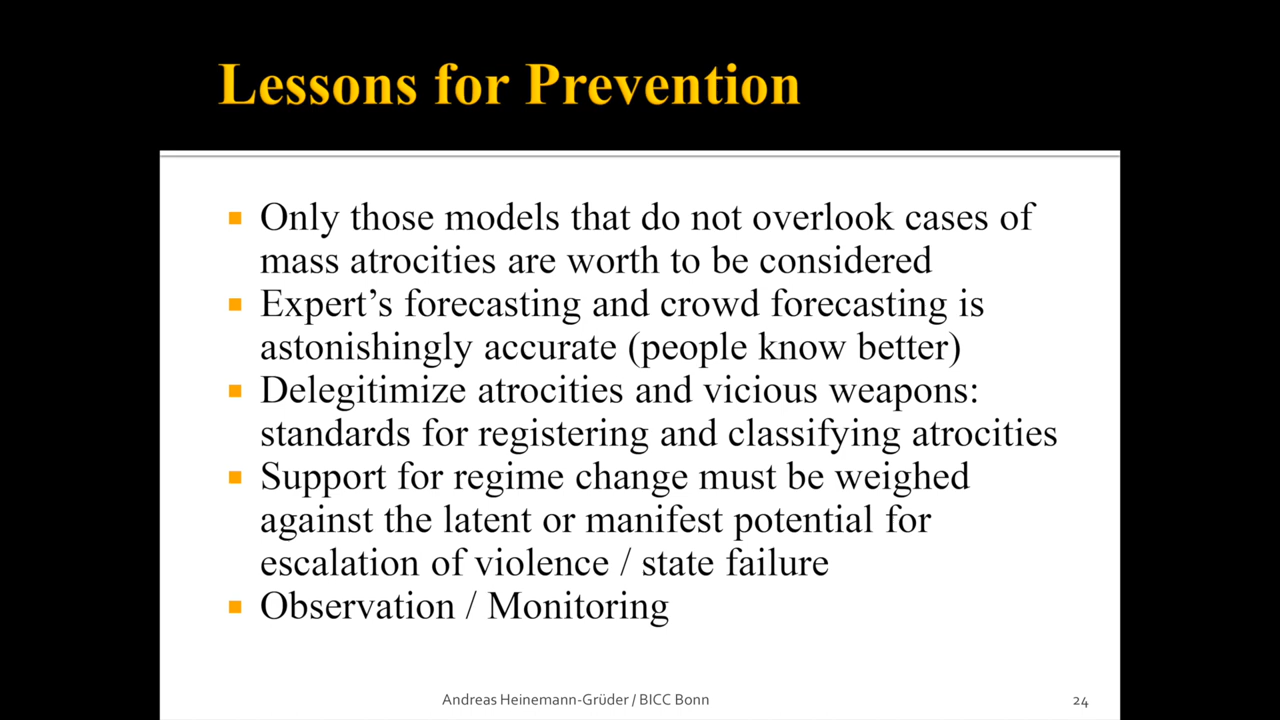 Lessons for Prevention
Only those models that do not overlook cases of
mass atrocities are worth to be considered
Expert’s forecasting and crowd forecasting is
astonishingly accurate (people know better)
Delegitimize atrocities and vicious weapons:
standards for registering and classifying atrocities
Support for regime change must be weighed
against the latent or manifest potential for
escalation of violence / state failure
Observation / Monitoring
Andreas Heinemann-Grüder / BICC Bonn
24